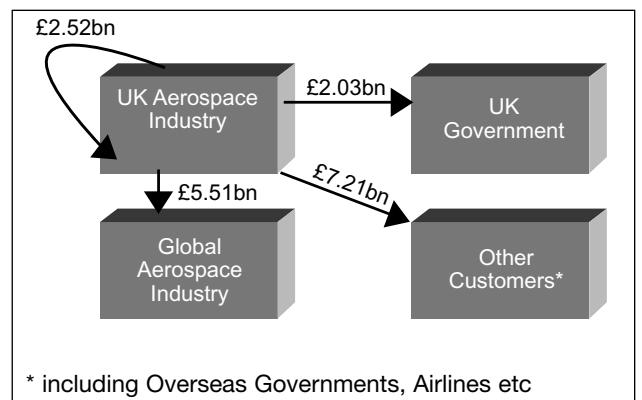 £2.52bn
UK Aerospace
Industry
£2.03bn
UK
Government
£5.51bn
£7.21bn
Global
Aerospace
Industry
Other
Customers*
* including Overseas Governments, Airlines etc